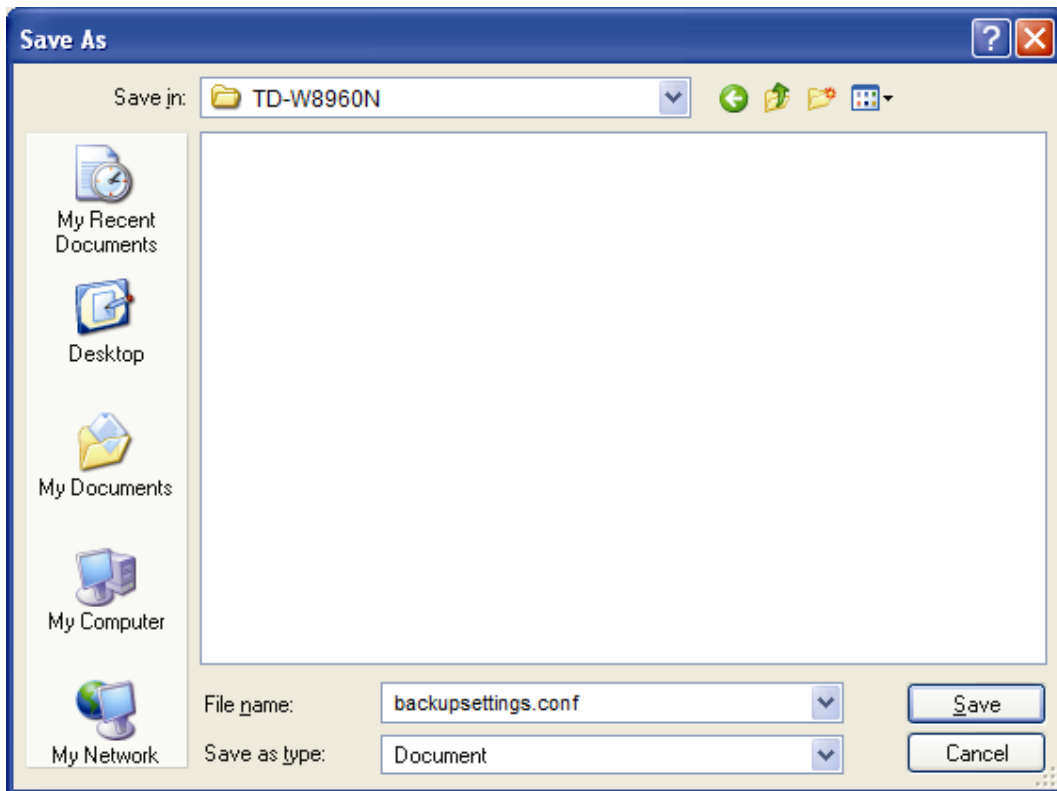 Save As
Save in:
TD-W8960N
My Recent
Documents
Desktop
My Documents
My Computer
My Network
File name:
backupsettings.conf
Save
Save as type:
Document
Cancel